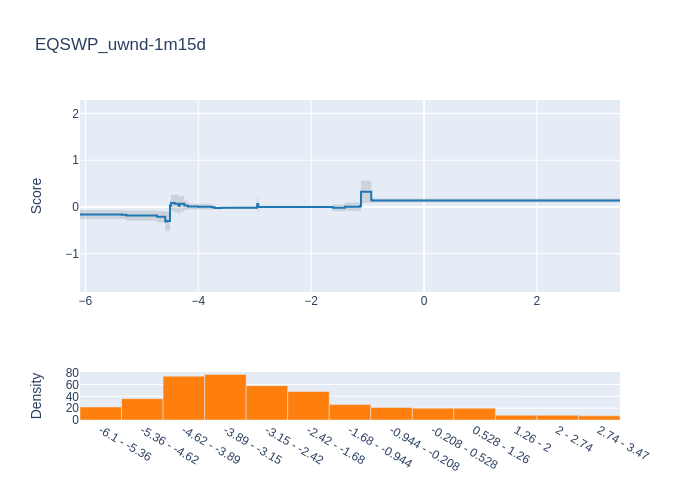 EQSWP_uwnd-1m15d
Score
2
1
0
−1
−6
−4
−2
0
2
Density
80
60
40
20
0
-6.1 - -5.36
-5.36 - -4.62
-4.62 - -3.89
-3.89 - -3.15
-3.15 - -2.42
-2.42 - -1.68
-1.68 - -0.944
-0.944 - -0.208
-0.208 - 0.528
0.528 - 1.26
1.26 - 2
2 - 2.74
2.74 - 3.47